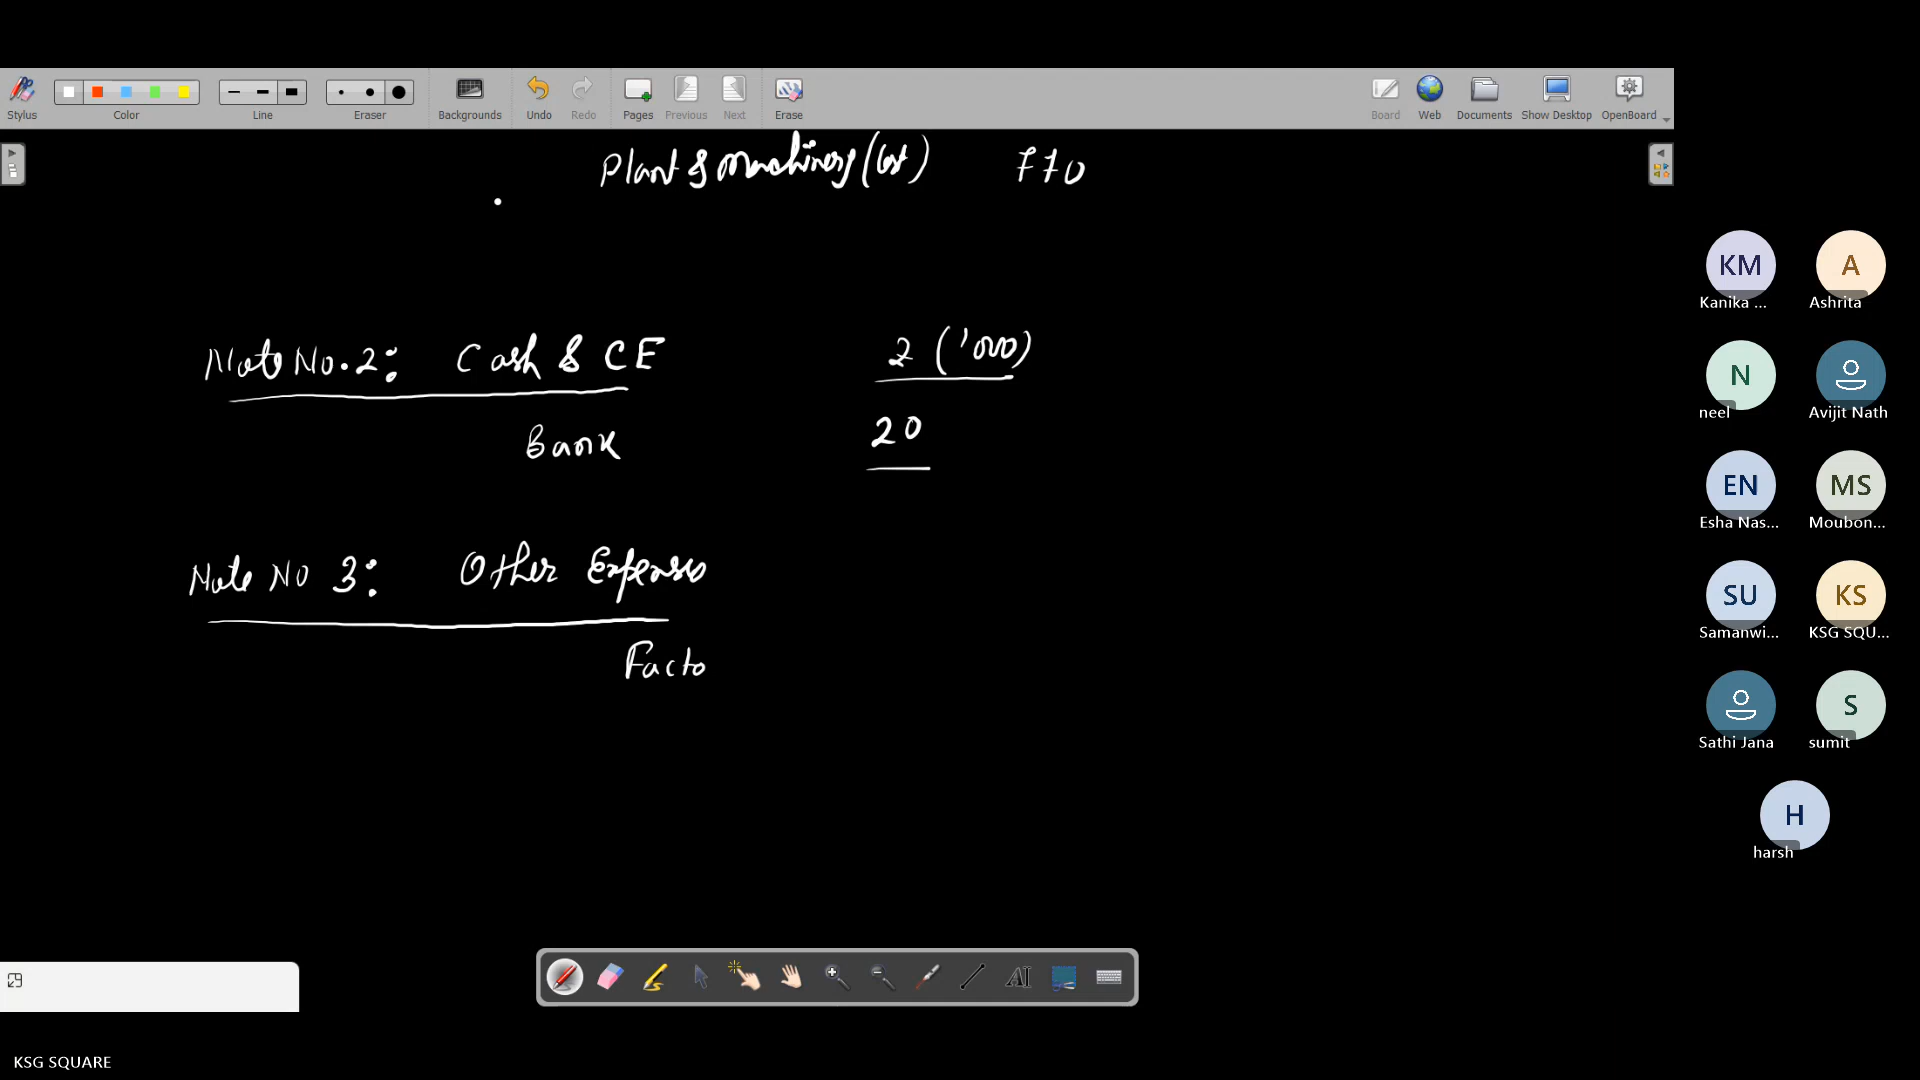 Stylus Color Line Eraser Backgrounds Undo Redo Pages Previous Next Erase Board Web Documents Show Desktop OpenBoard
Plant & Machinery (Cost) 770
Note No. 2: Cash & CE ₹ ('000)
Bank 20
Note No 3: Other Expenses
Facto
KM A
Kanika ... Ashrita
N
neel Avijit Nath
EN MS
Esha Nas... Moubon...
SU KS
Samanwi... KSG SQU...
S
Sathi Jana sumit
H
harsh
AI
KSG SQUARE